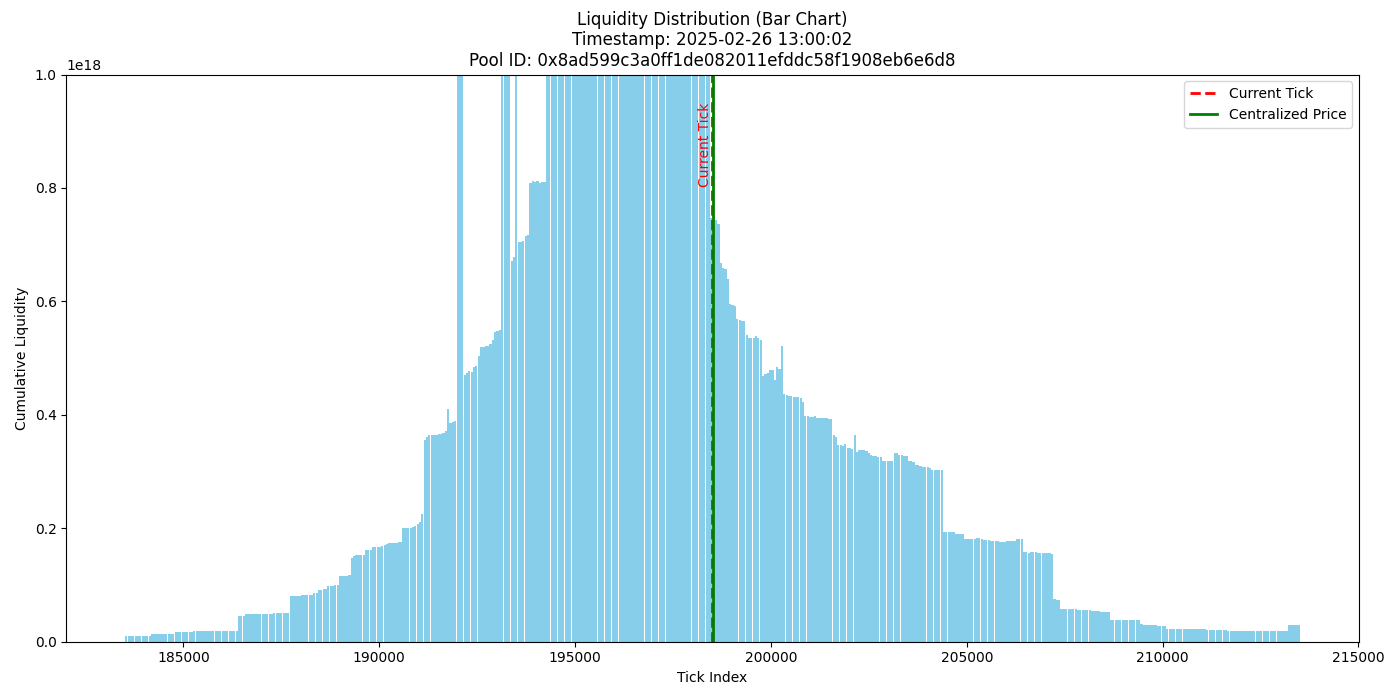 Liquidity Distribution (Bar Chart)
Timestamp: 2025-02-26 13:00:02
Pool ID: 0x8ad599c3a0ff1de082011efddc58f1908eb6e6d8
1e18
1.0
0.8
0.6
0.4
0.2
0.0
Cumulative Liquidity
Current Tick
Current Tick
Centralized Price
185000
190000
195000
200000
205000
210000
215000
Tick Index